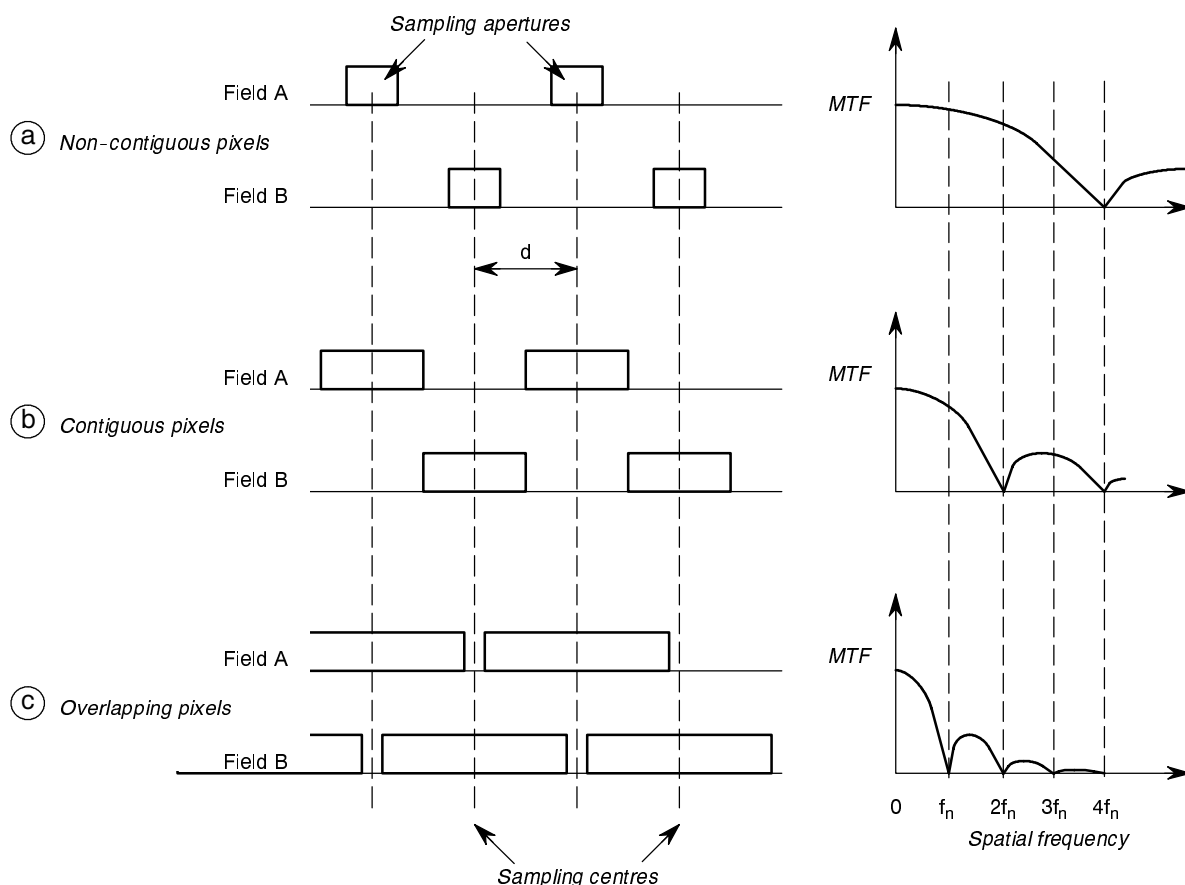 Sampling apertures
Field A
MTF
a Non-contiguous pixels
Field B
d
Field A
MTF
b Contiguous pixels
Field B
Field A
MTF
c Overlapping pixels
Field B
0 fn 2fn 3fn 4fn
Spatial frequency
Sampling centres